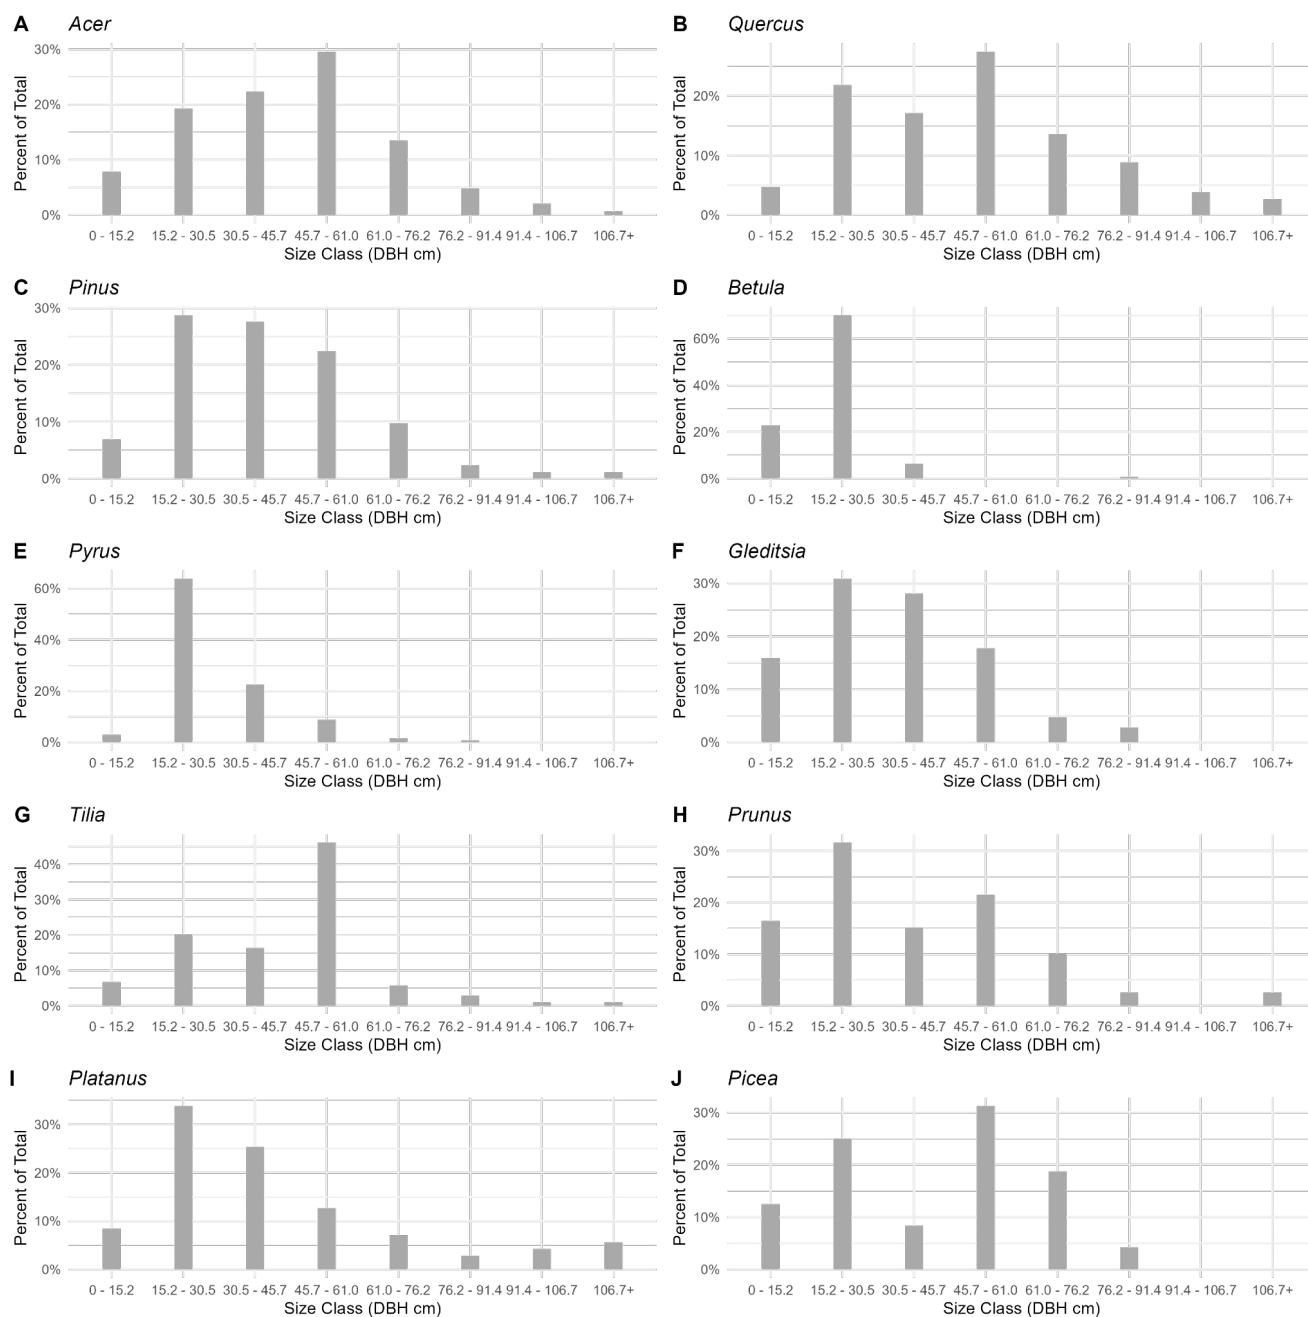 A Acer
Percent of Total
30%
20%
10%
0%
0 - 15.2 15.2 - 30.5 30.5 - 45.7 45.7 - 61.0 61.0 - 76.2 76.2 - 91.4 91.4 - 106.7 106.7+
Size Class (DBH cm)
B Quercus
Percent of Total
20%
10%
0%
0 - 15.2 15.2 - 30.5 30.5 - 45.7 45.7 - 61.0 61.0 - 76.2 76.2 - 91.4 91.4 - 106.7 106.7+
Size Class (DBH cm)
C Pinus
Percent of Total
30%
20%
10%
0%
0 - 15.2 15.2 - 30.5 30.5 - 45.7 45.7 - 61.0 61.0 - 76.2 76.2 - 91.4 91.4 - 106.7 106.7+
Size Class (DBH cm)
D Betula
Percent of Total
60%
40%
20%
0%
0 - 15.2 15.2 - 30.5 30.5 - 45.7 45.7 - 61.0 61.0 - 76.2 76.2 - 91.4 91.4 - 106.7 106.7+
Size Class (DBH cm)
E Pyrus
Percent of Total
60%
40%
20%
0%
0 - 15.2 15.2 - 30.5 30.5 - 45.7 45.7 - 61.0 61.0 - 76.2 76.2 - 91.4 91.4 - 106.7 106.7+
Size Class (DBH cm)
F Gleditsia
Percent of Total
30%
20%
10%
0%
0 - 15.2 15.2 - 30.5 30.5 - 45.7 45.7 - 61.0 61.0 - 76.2 76.2 - 91.4 91.4 - 106.7 106.7+
Size Class (DBH cm)
G Tilia
Percent of Total
40%
30%
20%
10%
0%
0 - 15.2 15.2 - 30.5 30.5 - 45.7 45.7 - 61.0 61.0 - 76.2 76.2 - 91.4 91.4 - 106.7 106.7+
Size Class (DBH cm)
H Prunus
Percent of Total
30%
20%
10%
0%
0 - 15.2 15.2 - 30.5 30.5 - 45.7 45.7 - 61.0 61.0 - 76.2 76.2 - 91.4 91.4 - 106.7 106.7+
Size Class (DBH cm)
I Platanus
Percent of Total
30%
20%
10%
0%
0 - 15.2 15.2 - 30.5 30.5 - 45.7 45.7 - 61.0 61.0 - 76.2 76.2 - 91.4 91.4 - 106.7 106.7+
Size Class (DBH cm)
J Picea
Percent of Total
30%
20%
10%
0%
0 - 15.2 15.2 - 30.5 30.5 - 45.7 45.7 - 61.0 61.0 - 76.2 76.2 - 91.4 91.4 - 106.7 106.7+
Size Class (DBH cm)